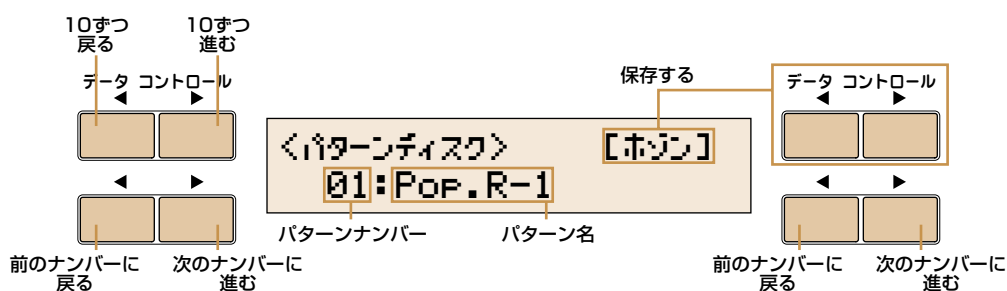 10ずつ
戻る
10ずつ
進む
データ コントロール
◀ ▶
◀ ▶
前のナンバーに
戻る
次のナンバーに
進む
<パターンディスク> [ホゾン]
01:Pop.R-1
パターンナンバー パターン名
保存する
データ コントロール
◀ ▶
◀ ▶
前のナンバーに
戻る
次のナンバーに
進む